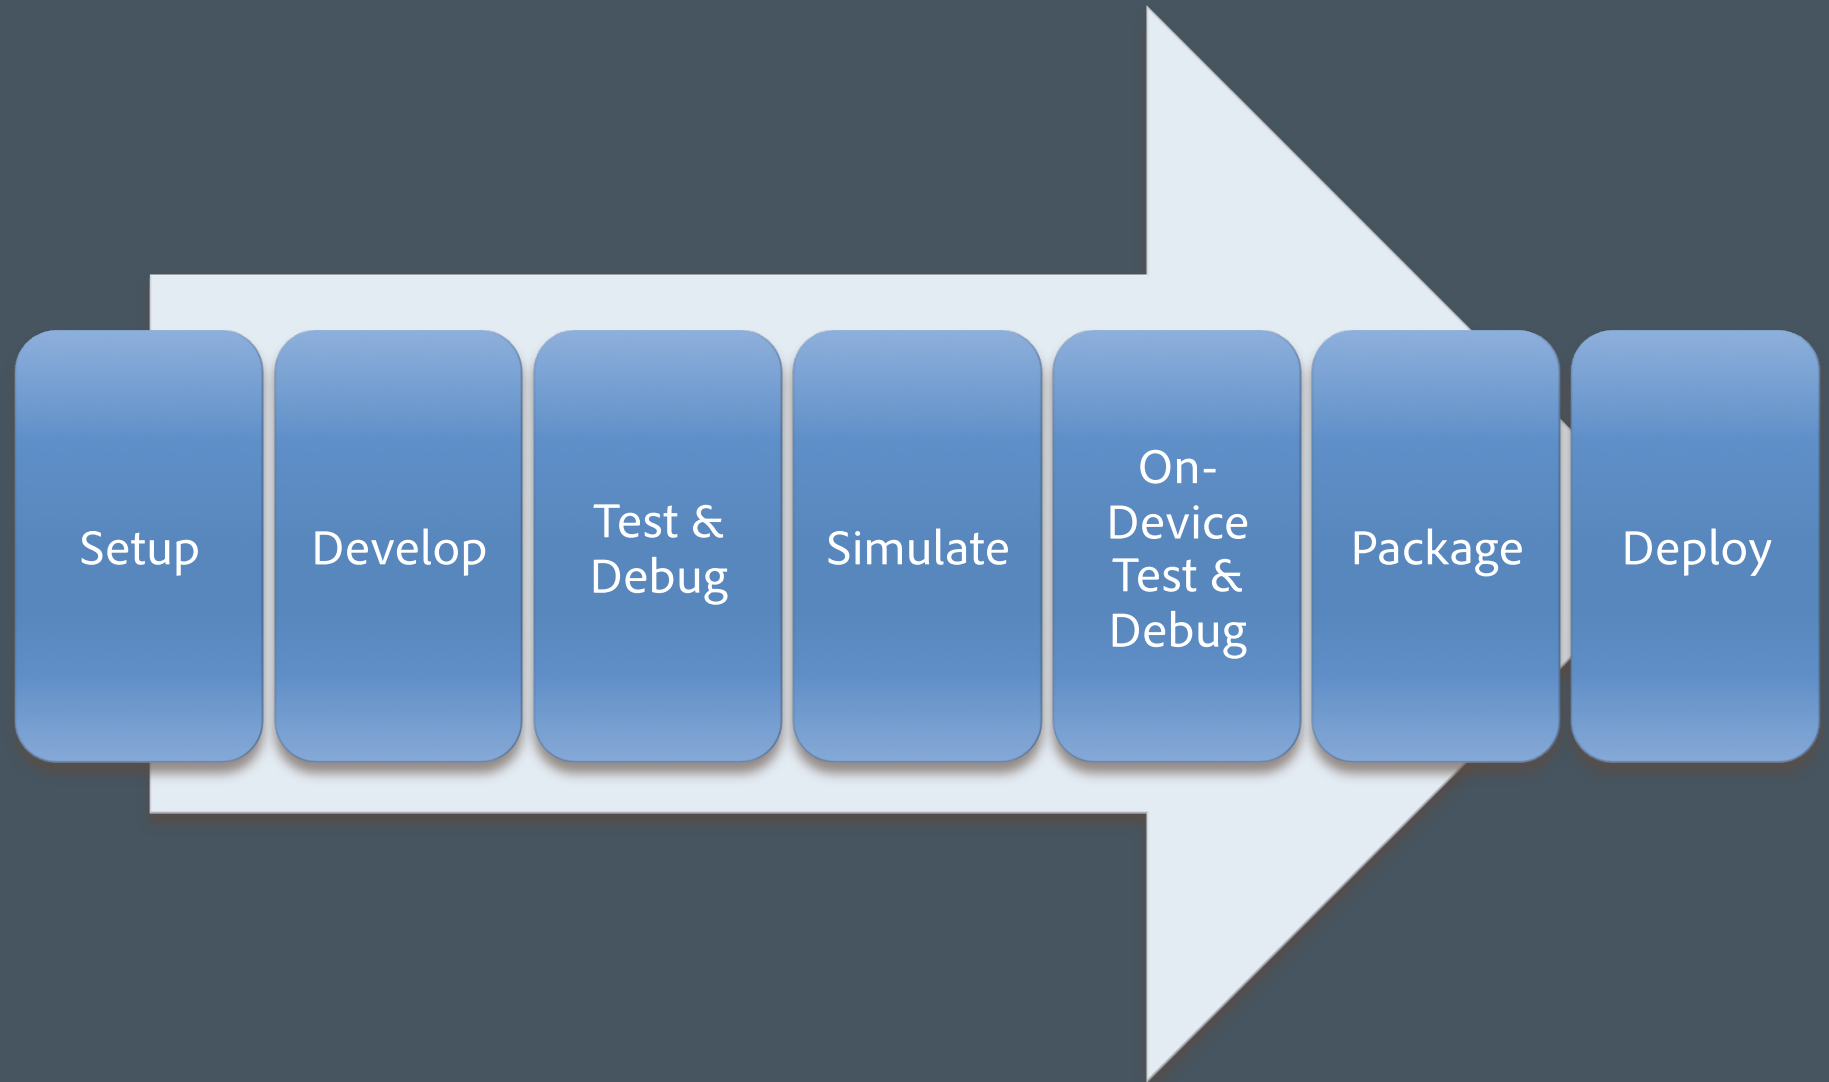 Setup
Develop
Test &
Debug
Simulate
On-
Device
Test &
Debug
Package
Deploy